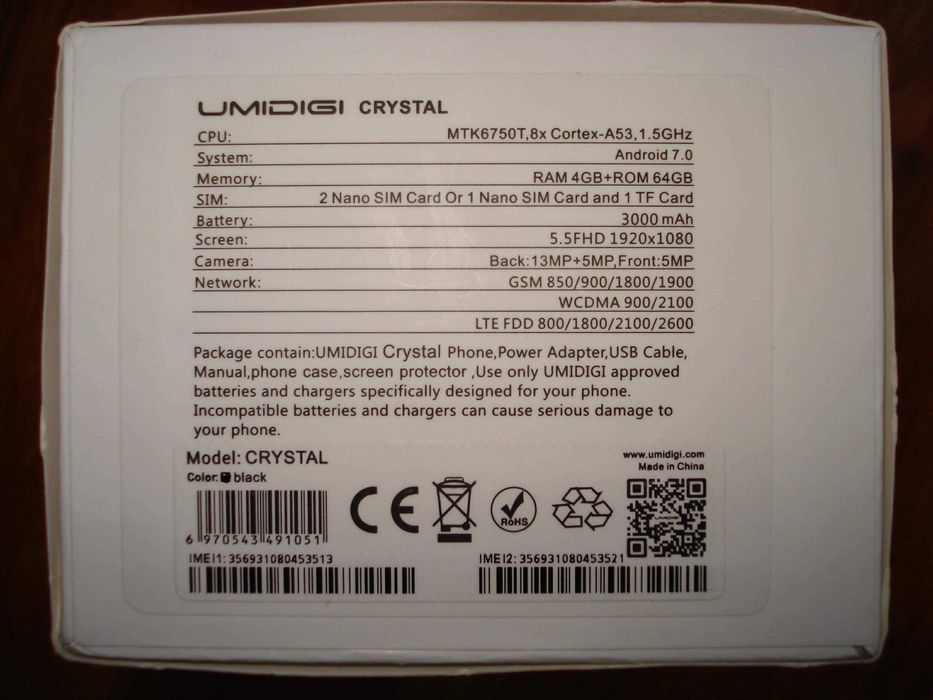 UMIDIGI CRYSTAL
CPU: MTK6750T,8x Cortex-A53,1.5GHz
System: Android 7.0
Memory: RAM 4GB+ROM 64GB
SIM: 2 Nano SIM Card Or 1 Nano SIM Card and 1 TF Card
Battery: 3000 mAh
Screen: 5.5FHD 1920x1080
Camera: Back:13MP+5MP,Front:5MP
Network: GSM 850/900/1800/1900
WCDMA 900/2100
LTE FDD 800/1800/2100/2600
Package contain:UMIDIGI Crystal Phone,Power Adapter,USB Cable,
Manual,phone case,screen protector ,Use only UMIDIGI approved
batteries and chargers specifically designed for your phone.
Incompatible batteries and chargers can cause serious damage to
your phone.
Model: CRYSTAL
Color: black
www.umidigi.com
Made in China
6 970543 491051
CE
RoHS
IMEI1: 356931080453513
IMEI2: 356931080453521